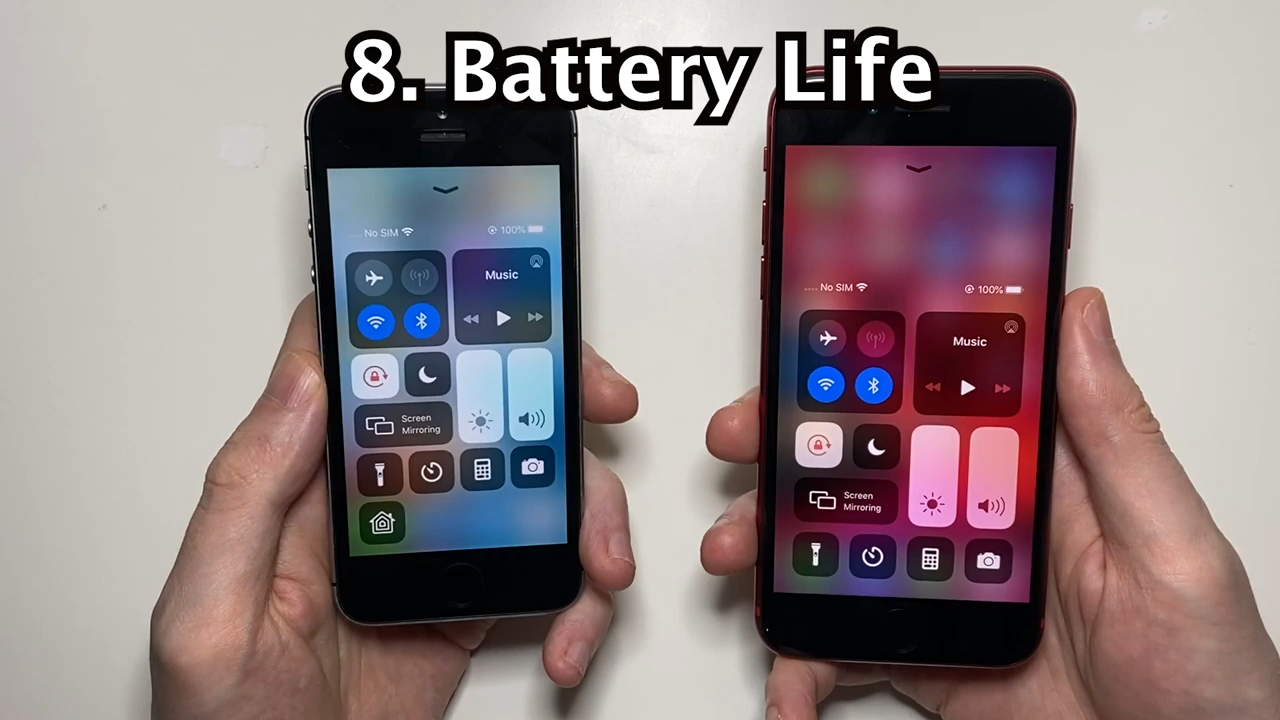 8. Battery Life
No SIM
100%
Music
Screen
Mirroring
No SIM
100%
Music
Screen
Mirroring